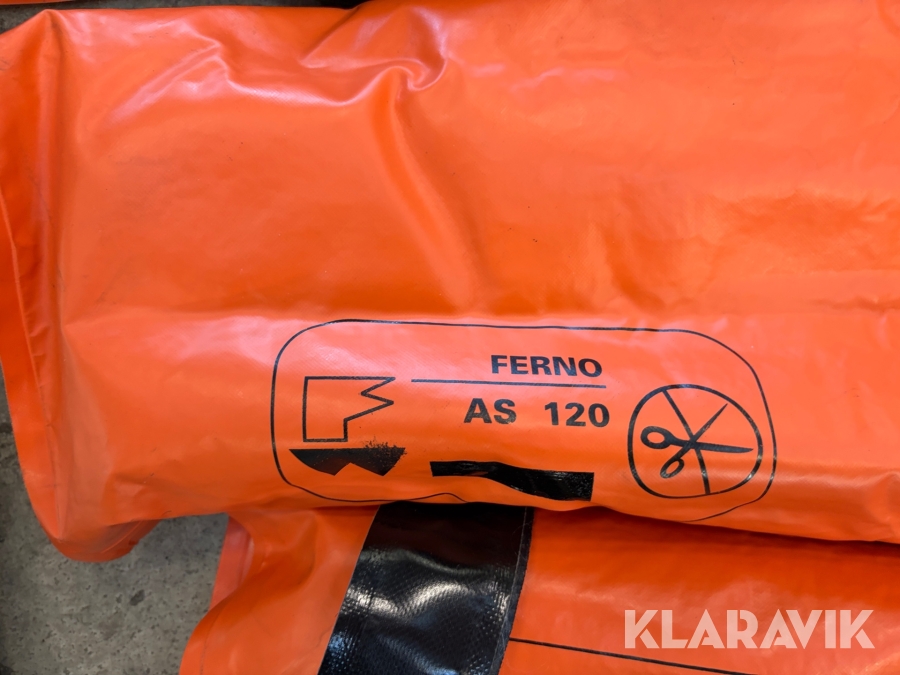 FERNO
AS 120
KLARAVIK